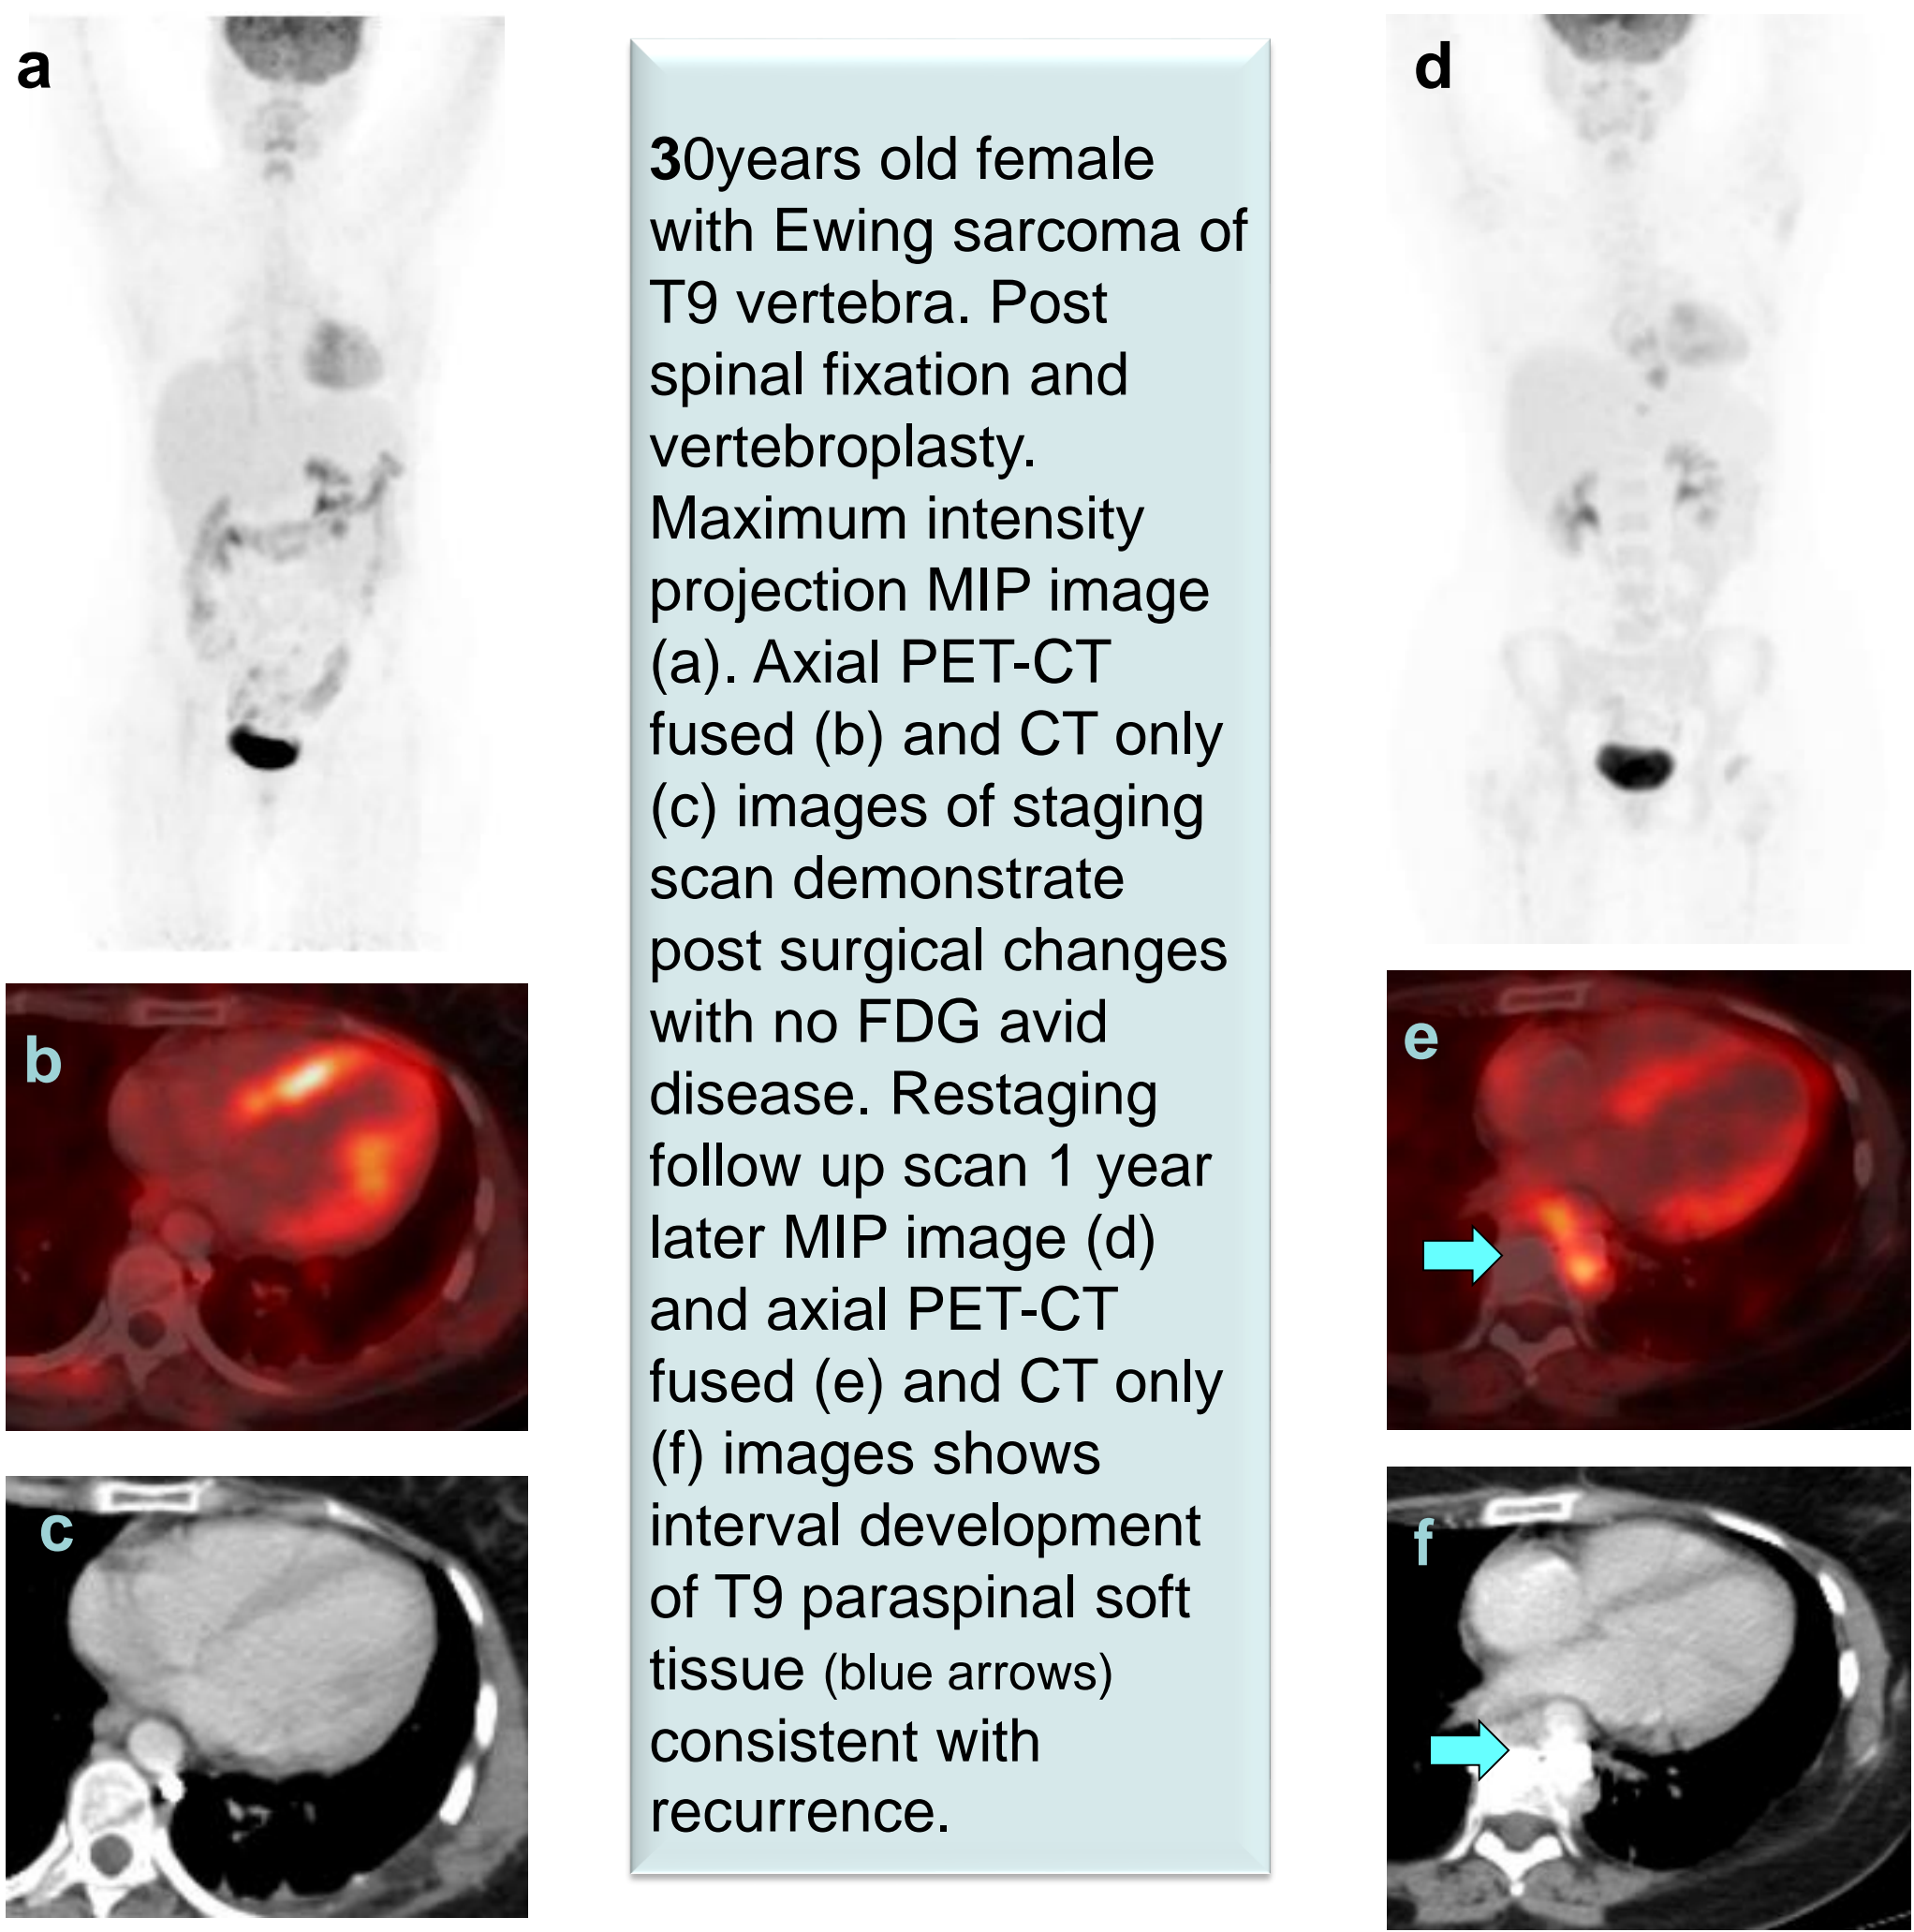 a
d
30years old female
with Ewing sarcoma of
T9 vertebra. Post
spinal fixation and
vertebroplasty.
Maximum intensity
projection MIP image
(a). Axial PET-CT
fused (b) and CT only
(c) images of staging
scan demonstrate
post surgical changes
with no FDG avid
disease. Restaging
follow up scan 1 year
later MIP image (d)
and axial PET-CT
fused (e) and CT only
(f) images shows
interval development
of T9 paraspinal soft
tissue (blue arrows)
consistent with
recurrence.
b
e
c
f